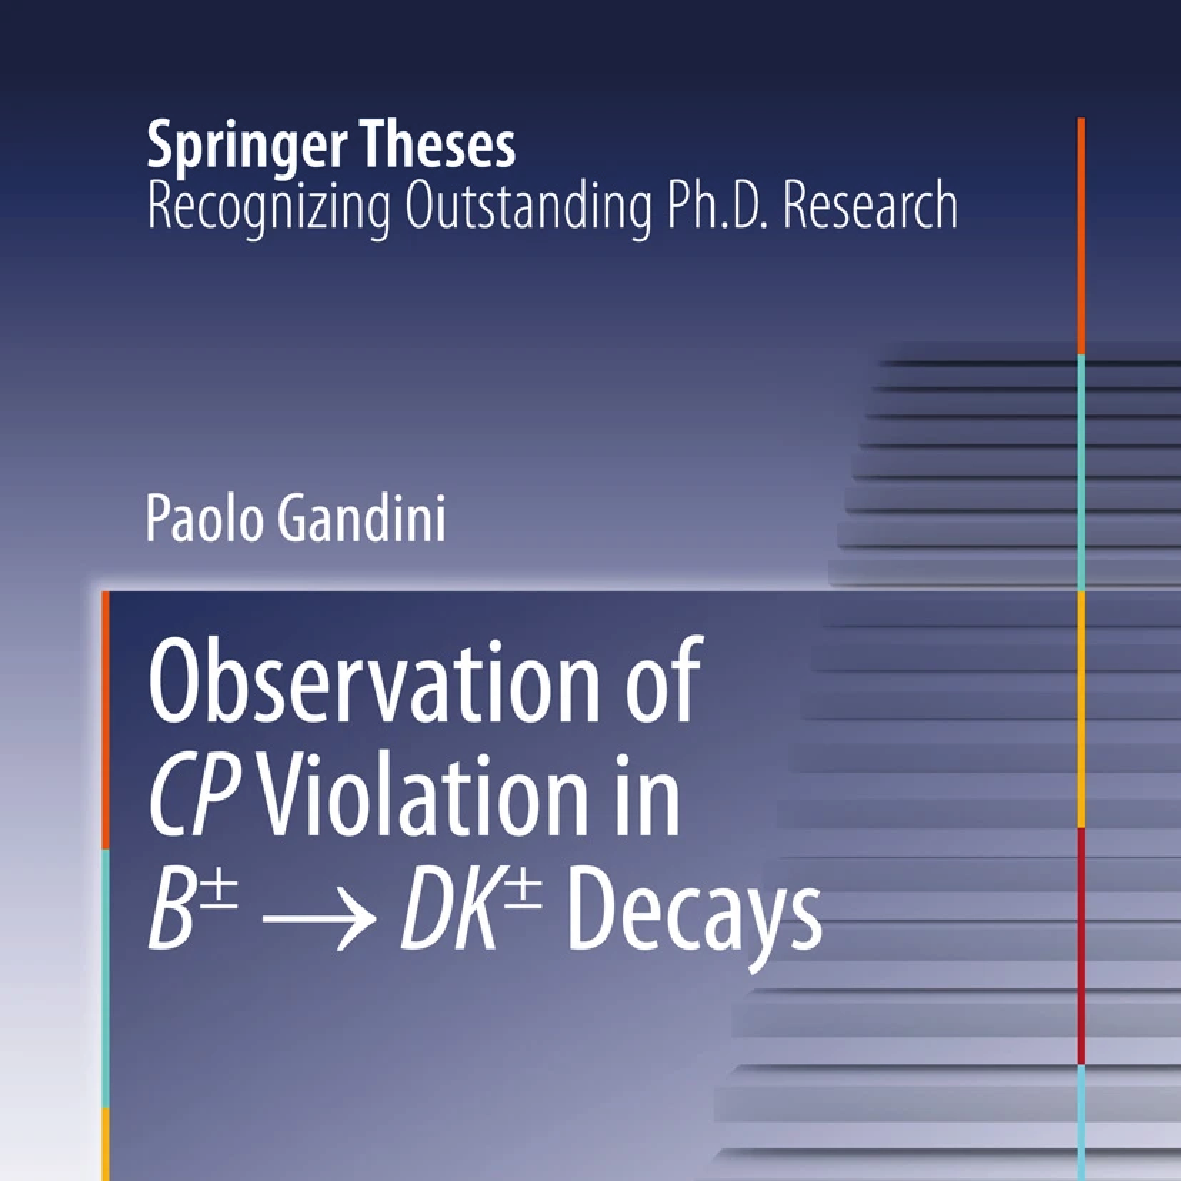 Springer Theses
Recognizing Outstanding Ph.D. Research
Paolo Gandini
Observation of
CP Violation in
B± → DK± Decays